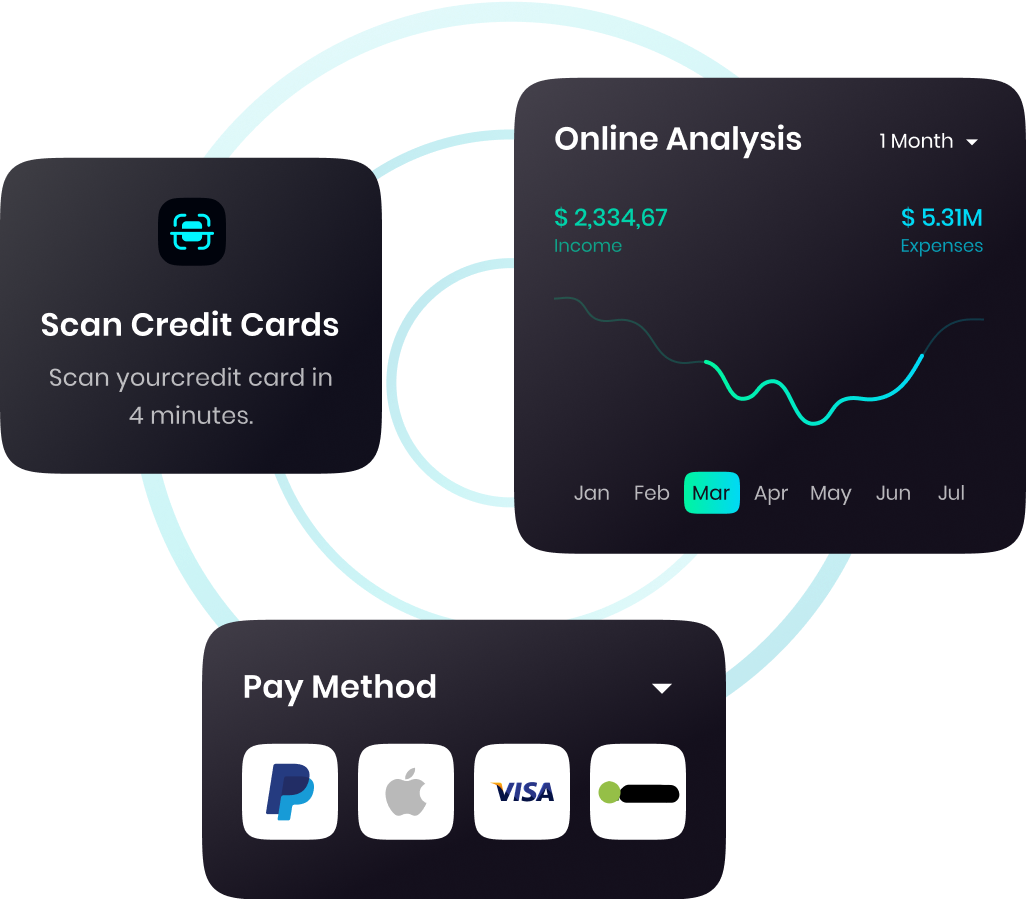 Online Analysis
1 Month
$ 2,334,67
$ 5.31M
Income
Expenses
Jan Feb Mar Apr May Jun Jul
Scan Credit Cards
Scan yourcredit card in
4 minutes.
Pay Method
VISA